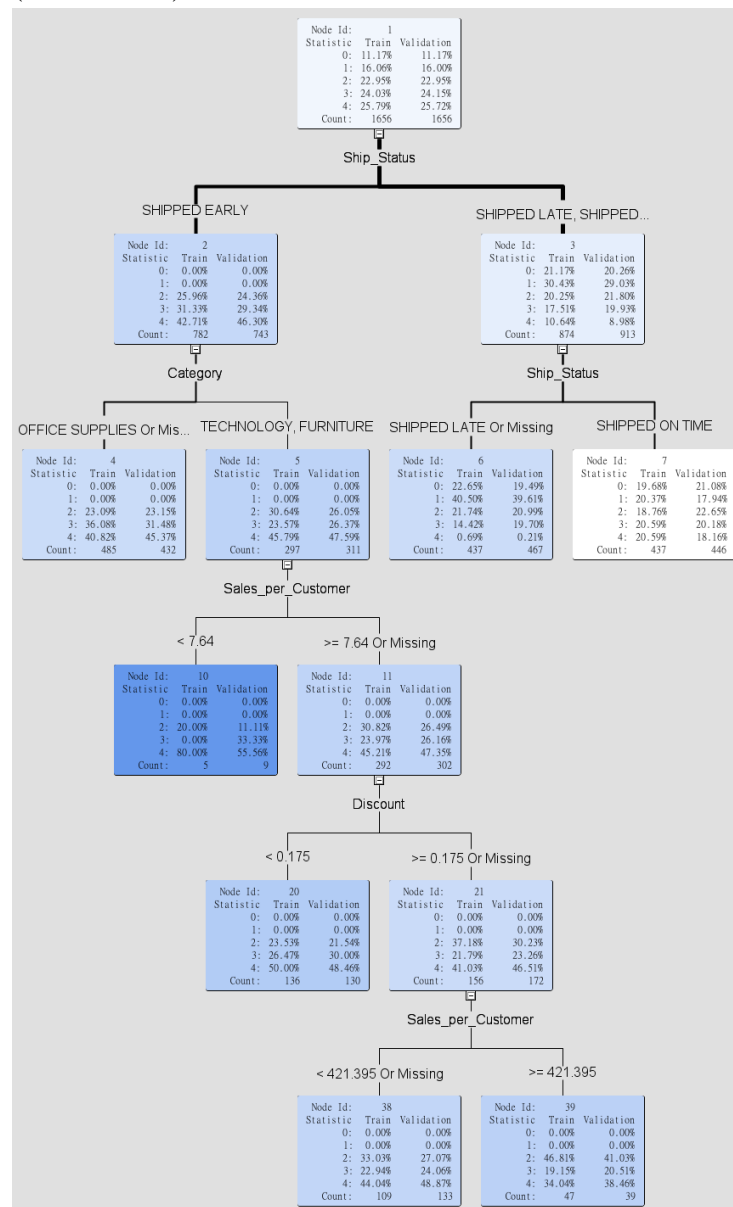 Node Id: 1
Statistic Train Validation
0: 11.17% 11.17%
1: 16.06% 16.00%
2: 22.95% 22.95%
3: 24.03% 24.15%
4: 25.79% 25.72%
Count: 1656 1656
Ship_Status
SHIPPED EARLY
SHIPPED LATE, SHIPPED...
Node Id: 2
Statistic Train Validation
0: 0.00% 0.00%
1: 0.00% 0.00%
2: 25.96% 24.36%
3: 31.33% 29.34%
4: 42.71% 46.30%
Count: 782 743
Node Id: 3
Statistic Train Validation
0: 21.17% 20.26%
1: 30.43% 29.03%
2: 20.25% 21.80%
3: 17.51% 19.93%
4: 10.64% 8.98%
Count: 874 913
Category
Ship_Status
OFFICE SUPPLIES Or Mis...
TECHNOLOGY, FURNITURE
SHIPPED LATE Or Missing
SHIPPED ON TIME
Node Id: 4
Statistic Train Validation
0: 0.00% 0.00%
1: 0.00% 0.00%
2: 23.09% 23.15%
3: 36.08% 31.48%
4: 40.82% 45.37%
Count: 485 432
Node Id: 5
Statistic Train Validation
0: 0.00% 0.00%
1: 0.00% 0.00%
2: 30.64% 26.05%
3: 23.57% 26.37%
4: 45.79% 47.59%
Count: 297 311
Node Id: 6
Statistic Train Validation
0: 22.65% 19.49%
1: 40.50% 39.61%
2: 21.74% 20.99%
3: 14.42% 19.70%
4: 0.69% 0.21%
Count: 437 467
Node Id: 7
Statistic Train Validation
0: 19.68% 21.08%
1: 20.37% 17.94%
2: 18.76% 22.65%
3: 20.59% 20.18%
4: 20.59% 18.16%
Count: 437 446
Sales_per_Customer
< 7.64
>= 7.64 Or Missing
Node Id: 10
Statistic Train Validation
0: 0.00% 0.00%
1: 0.00% 0.00%
2: 20.00% 11.11%
3: 0.00% 33.33%
4: 80.00% 55.56%
Count: 5 9
Node Id: 11
Statistic Train Validation
0: 0.00% 0.00%
1: 0.00% 0.00%
2: 30.82% 26.49%
3: 23.97% 26.16%
4: 45.21% 47.35%
Count: 292 302
Discount
< 0.175
>= 0.175 Or Missing
Node Id: 20
Statistic Train Validation
0: 0.00% 0.00%
1: 0.00% 0.00%
2: 23.53% 21.54%
3: 26.47% 30.00%
4: 50.00% 48.46%
Count: 136 130
Node Id: 21
Statistic Train Validation
0: 0.00% 0.00%
1: 0.00% 0.00%
2: 37.18% 30.23%
3: 21.79% 23.26%
4: 41.03% 46.51%
Count: 156 172
Sales_per_Customer
< 421.395 Or Missing
>= 421.395
Node Id: 38
Statistic Train Validation
0: 0.00% 0.00%
1: 0.00% 0.00%
2: 33.03% 27.07%
3: 22.94% 24.06%
4: 44.04% 48.87%
Count: 109 133
Node Id: 39
Statistic Train Validation
0: 0.00% 0.00%
1: 0.00% 0.00%
2: 46.81% 41.03%
3: 19.15% 20.51%
4: 34.04% 38.46%
Count: 47 39